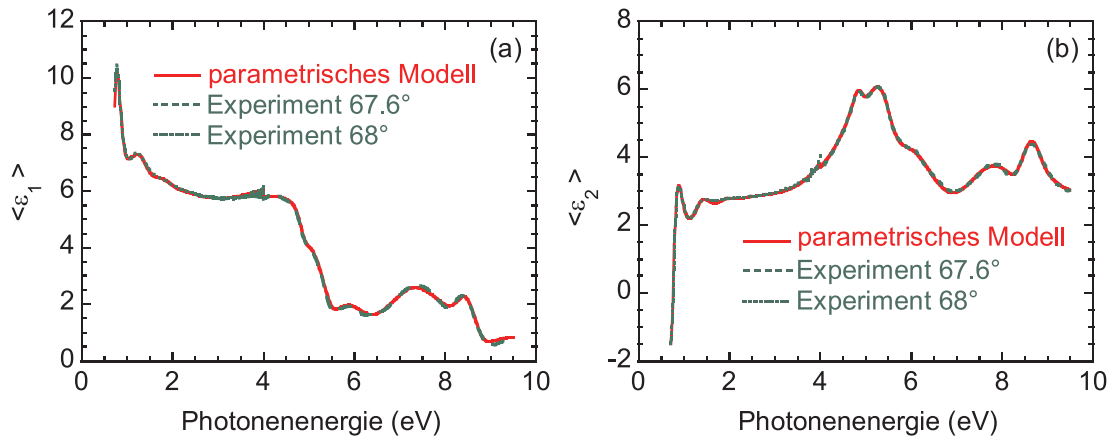 12
10
8
6
4
2
0
(a)
parametrisches Modell
Experiment 67.6°
Experiment 68°
<ε1 >
0 2 4 6 8 10
Photonenenergie (eV)
8
6
4
2
0
-2
(b)
parametrisches Modell
Experiment 67.6°
Experiment 68°
<ε2 >
0 2 4 6 8 10
Photonenenergie (eV)